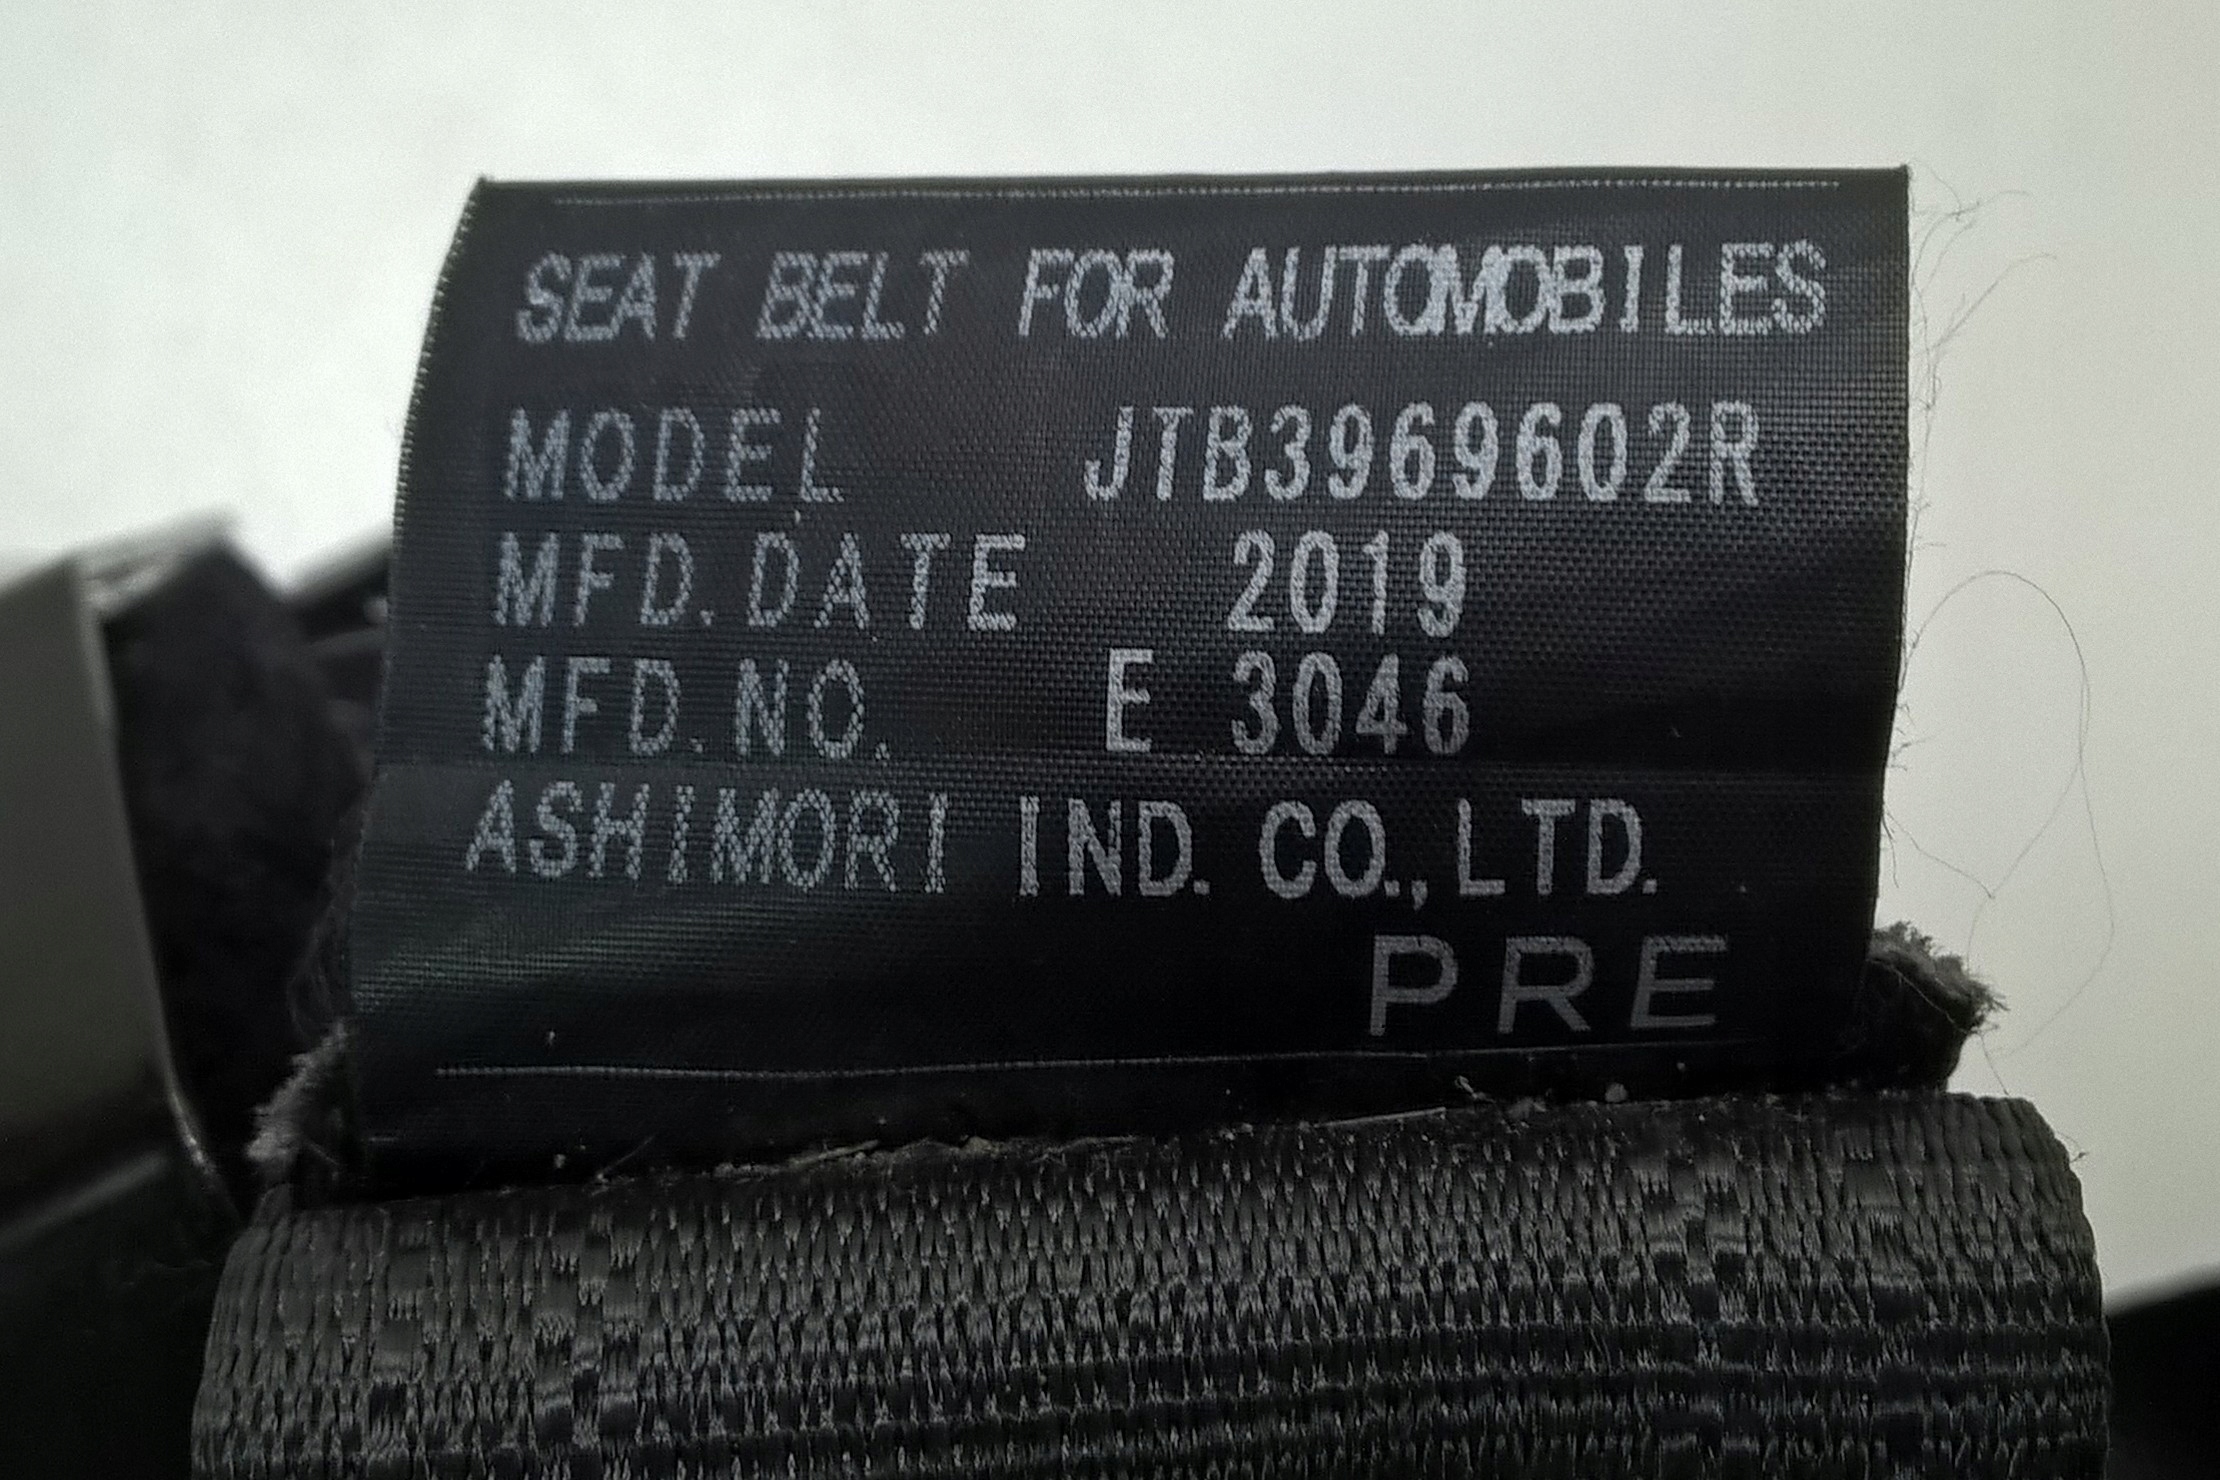 SEAT BELT FOR AUTOMOBILES
MODEL JTB3969602R
MFD.DATE 2019
MFD.NO. E 3046
ASHIMORI IND. CO.,LTD.
PRE